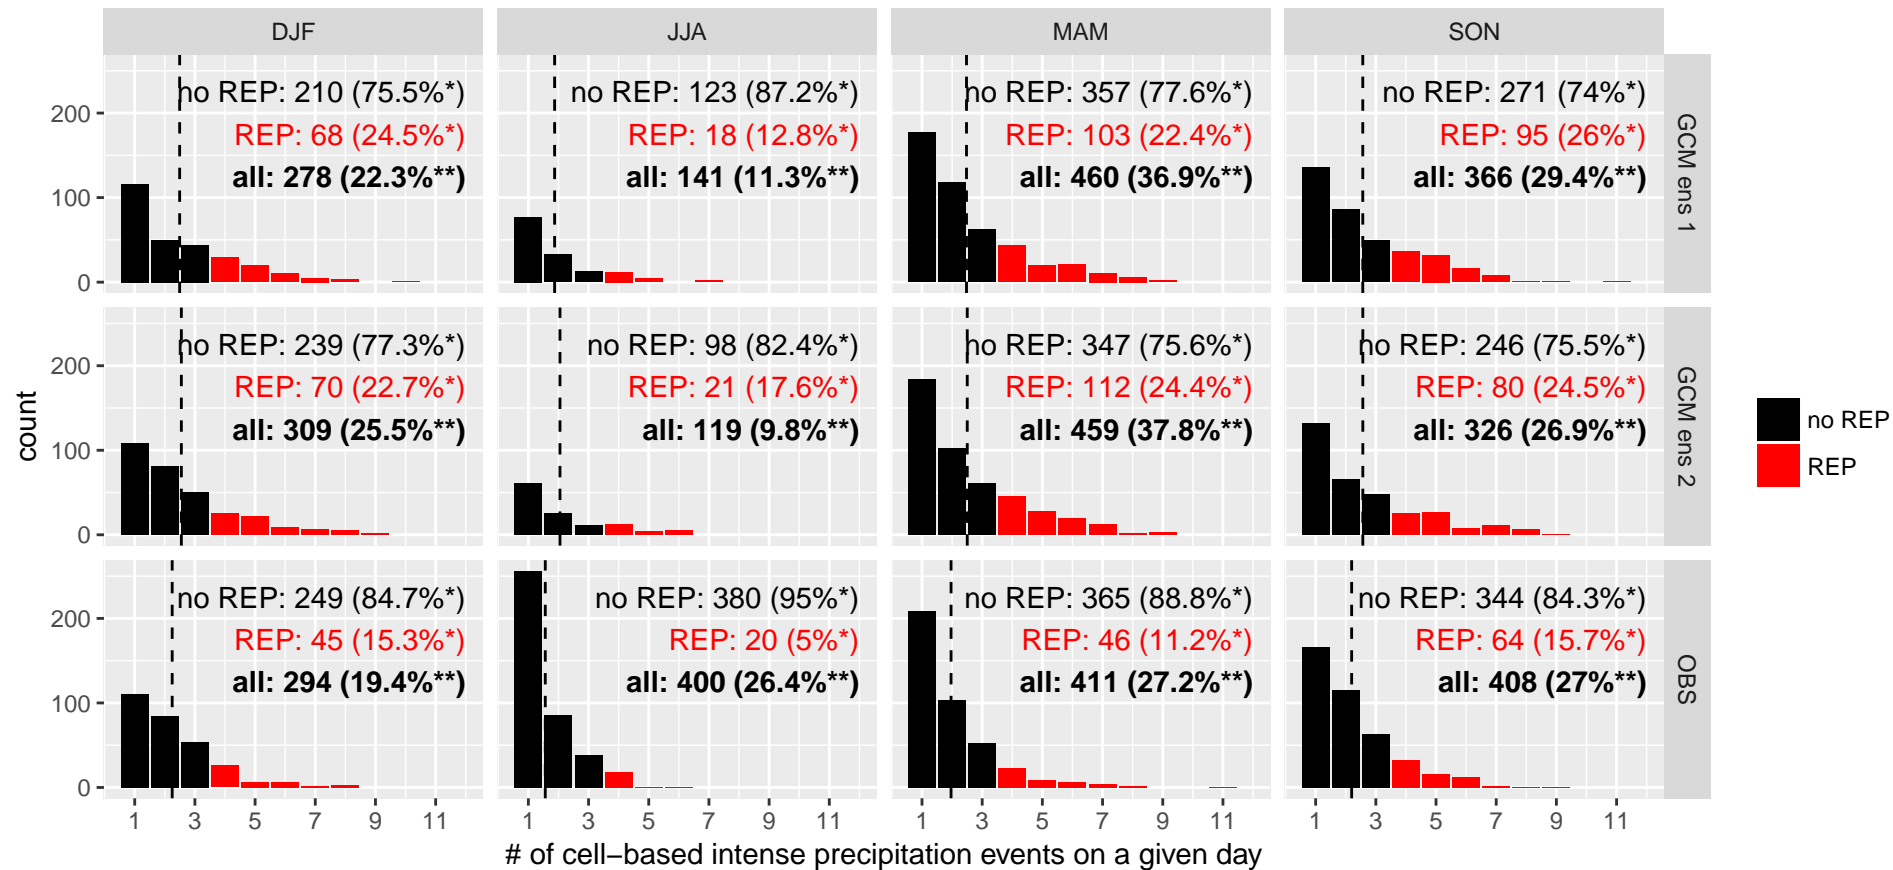 DJF
JJA
MAM
SON
no REP: 210 (75.5%*)
REP: 68 (24.5%*)
all: 278 (22.3%**)
no REP: 123 (87.2%*)
REP: 18 (12.8%*)
all: 141 (11.3%**)
no REP: 357 (77.6%*)
REP: 103 (22.4%*)
all: 460 (36.9%**)
no REP: 271 (74%*)
REP: 95 (26%*)
all: 366 (29.4%**)
GCM ens 1
200
100
0
no REP: 239 (77.3%*)
REP: 70 (22.7%*)
all: 309 (25.5%**)
no REP: 98 (82.4%*)
REP: 21 (17.6%*)
all: 119 (9.8%**)
no REP: 347 (75.6%*)
REP: 112 (24.4%*)
all: 459 (37.8%**)
no REP: 246 (75.5%*)
REP: 80 (24.5%*)
all: 326 (26.9%**)
GCM ens 2
200
100
0
count
no REP: 249 (84.7%*)
REP: 45 (15.3%*)
all: 294 (19.4%**)
no REP: 380 (95%*)
REP: 20 (5%*)
all: 400 (26.4%**)
no REP: 365 (88.8%*)
REP: 46 (11.2%*)
all: 411 (27.2%**)
no REP: 344 (84.3%*)
REP: 64 (15.7%*)
all: 408 (27%**)
OBS
200
100
0
1 3 5 7 9 11
1 3 5 7 9 11
1 3 5 7 9 11
1 3 5 7 9 11
# of cell−based intense precipitation events on a given day
no REP
REP